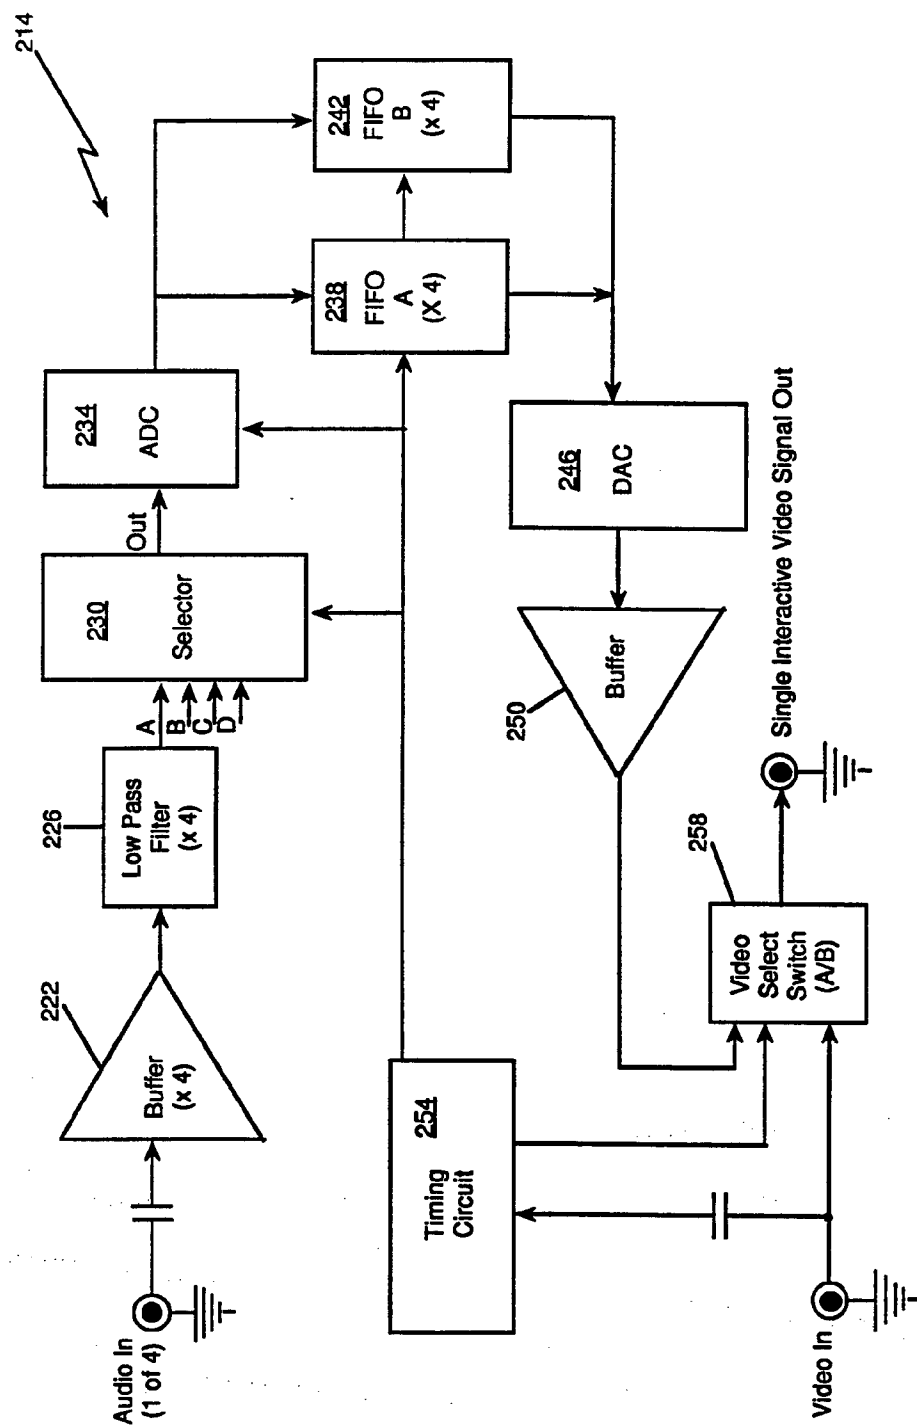 214
Audio In
(1 of 4)
222
Buffer
(x 4)
226
Low Pass
Filter
(x 4)
A
B
C
D
230
Selector
Out
234
ADC
238
FIFO
A
(X 4)
242
FIFO
B
(x 4)
254
Timing
Circuit
250
Buffer
246
DAC
Video In
258
Video
Select
Switch
(A/B)
Single Interactive Video Signal Out